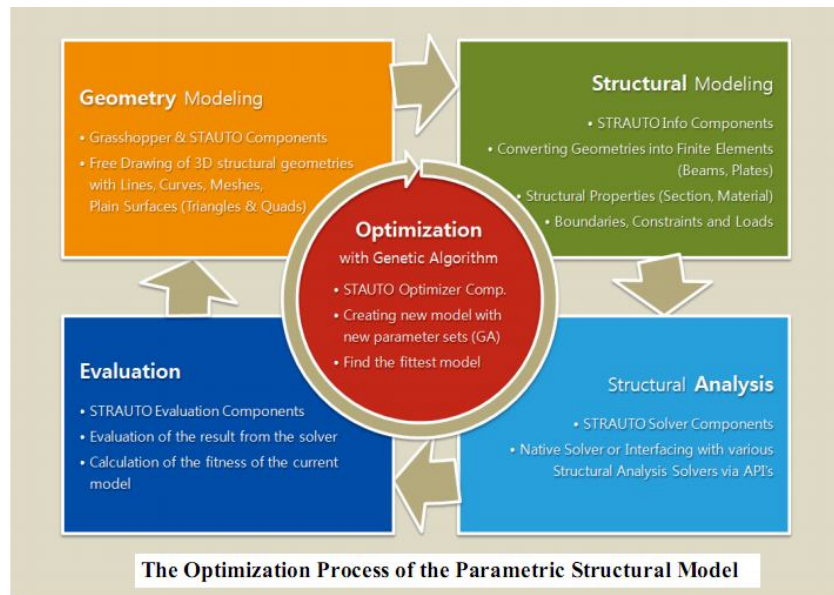 Geometry Modeling
• Grasshopper & STAUTO Components
• Free Drawing of 3D structural geometries
with Lines, Curves, Meshes,
Plain Surfaces (Triangles & Quads)
Structural Modeling
• STRAUTO Info Components
• Converting Geometries into Finite Elements
(Beams, Plates)
• Structural Properties (Section, Material)
• Boundaries, Constraints and Loads
Optimization
with Genetic Algorithm
• STAUTO Optimizer Comp.
• Creating new model with
new parameter sets (GA)
• Find the fittest model
Evaluation
• STRAUTO Evaluation Components
• Evaluation of the result from the solver
• Calculation of the fitness of the current
model
Structural Analysis
• STRAUTO Solver Components
• Native Solver or Interfacing with various
Structural Analysis Solvers via API's
The Optimization Process of the Parametric Structural Model